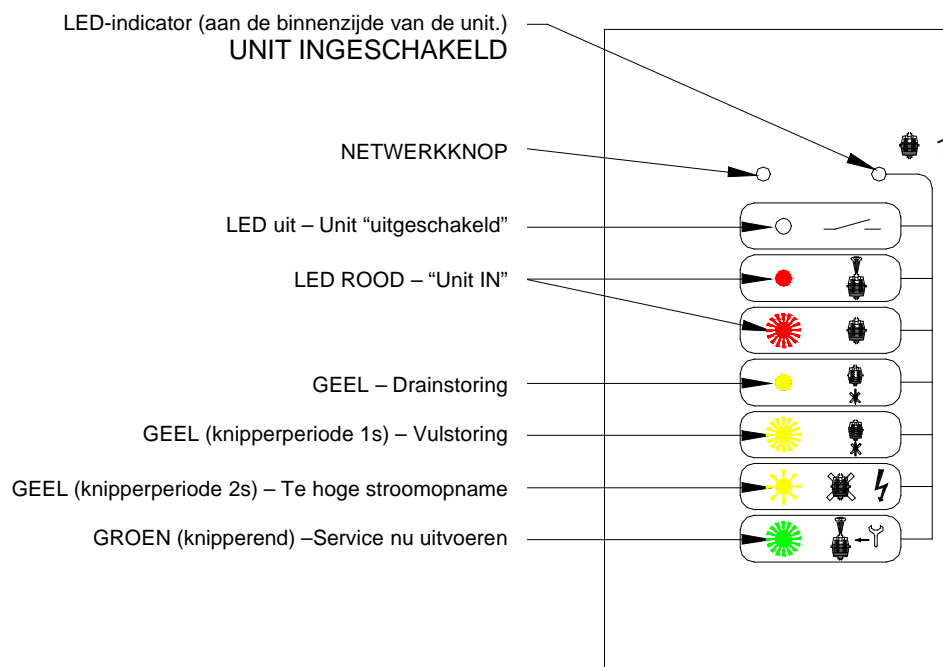 LED-indicator (aan de binnenzijde van de unit.)
UNIT INGESCHAKELD
NETWERKKNOP
LED uit – Unit “uitgeschakeld”
LED ROOD – “Unit IN”
GEEL – Drainstoring
GEEL (knipperperiode 1s) – Vulstoring
GEEL (knipperperiode 2s) – Te hoge stroomopname
GROEN (knipperend) –Service nu uitvoeren